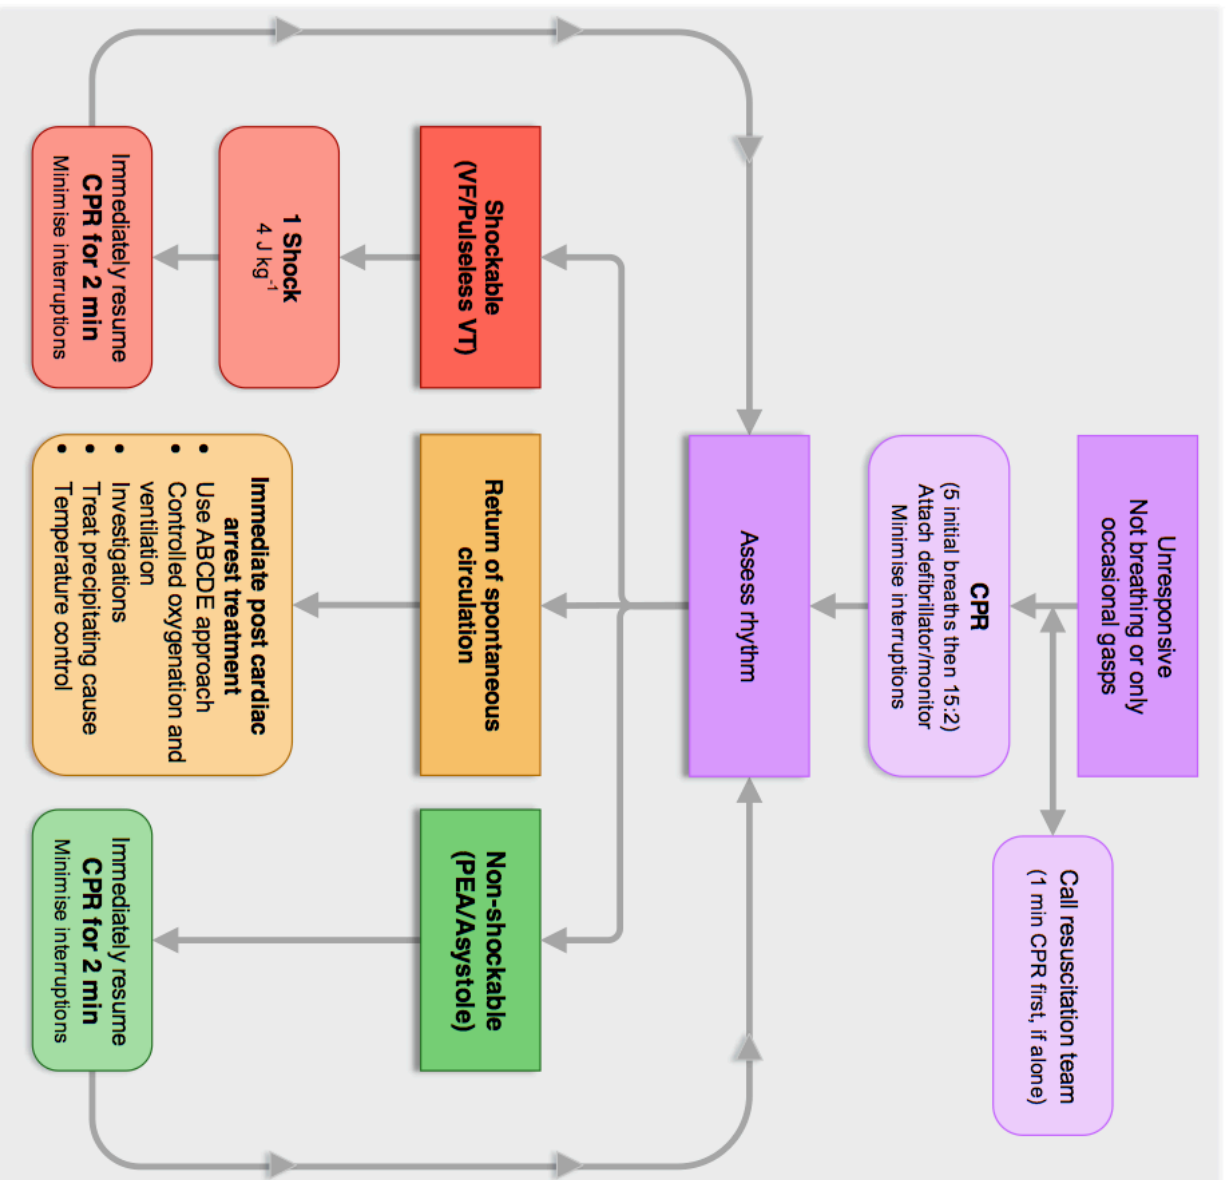 Unresponsive
Not breathing or only
occasional gasps
Call resuscitation team
(1 min CPR first, if alone)
CPR
(5 initial breaths then 15:2)
Attach defibrillator/monitor
Minimise interruptions
Assess rhythm
Shockable
(VF/Pulseless VT)
Return of spontaneous
circulation
Non-shockable
(PEA/Asystole)
1 Shock
4 J kg⁻¹
Immediately resume
CPR for 2 min
Minimise interruptions
Immediate post cardiac
arrest treatment
• Use ABCDE approach
• Controlled oxygenation and
ventilation
• Investigations
• Treat precipitating cause
• Temperature control
Immediately resume
CPR for 2 min
Minimise interruptions